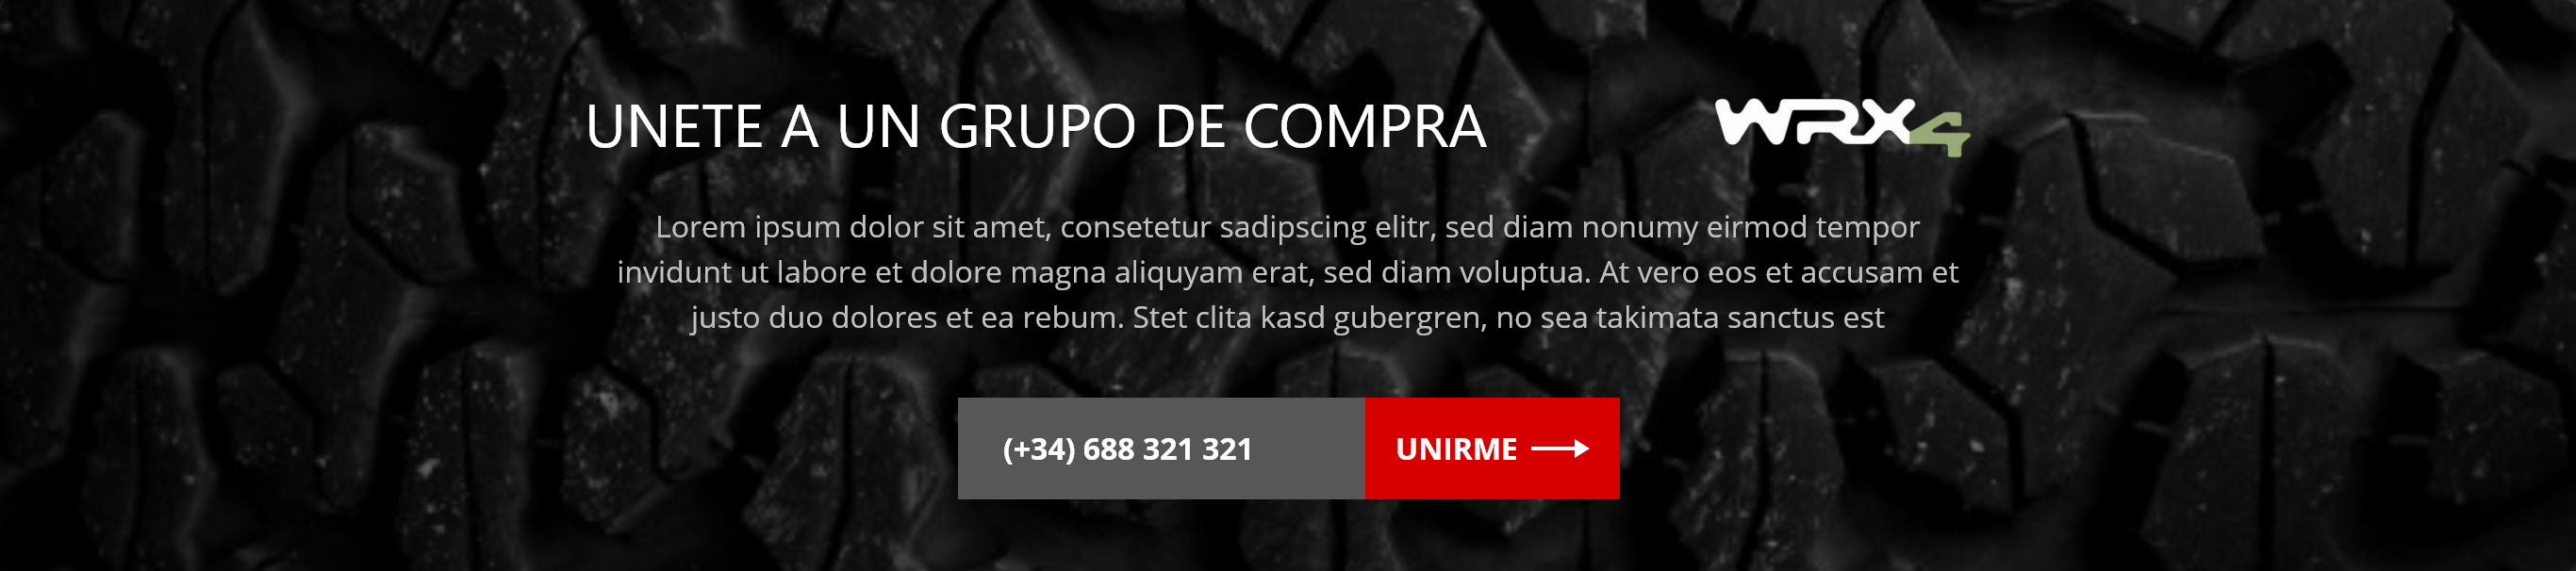 UNETE A UN GRUPO DE COMPRA WRX4
Lorem ipsum dolor sit amet, consetetur sadipscing elitr, sed diam nonumy eirmod tempor
invidunt ut labore et dolore magna aliquyam erat, sed diam voluptua. At vero eos et accusam et
justo duo dolores et ea rebum. Stet clita kasd gubergren, no sea takimata sanctus est
(+34) 688 321 321 UNIRME